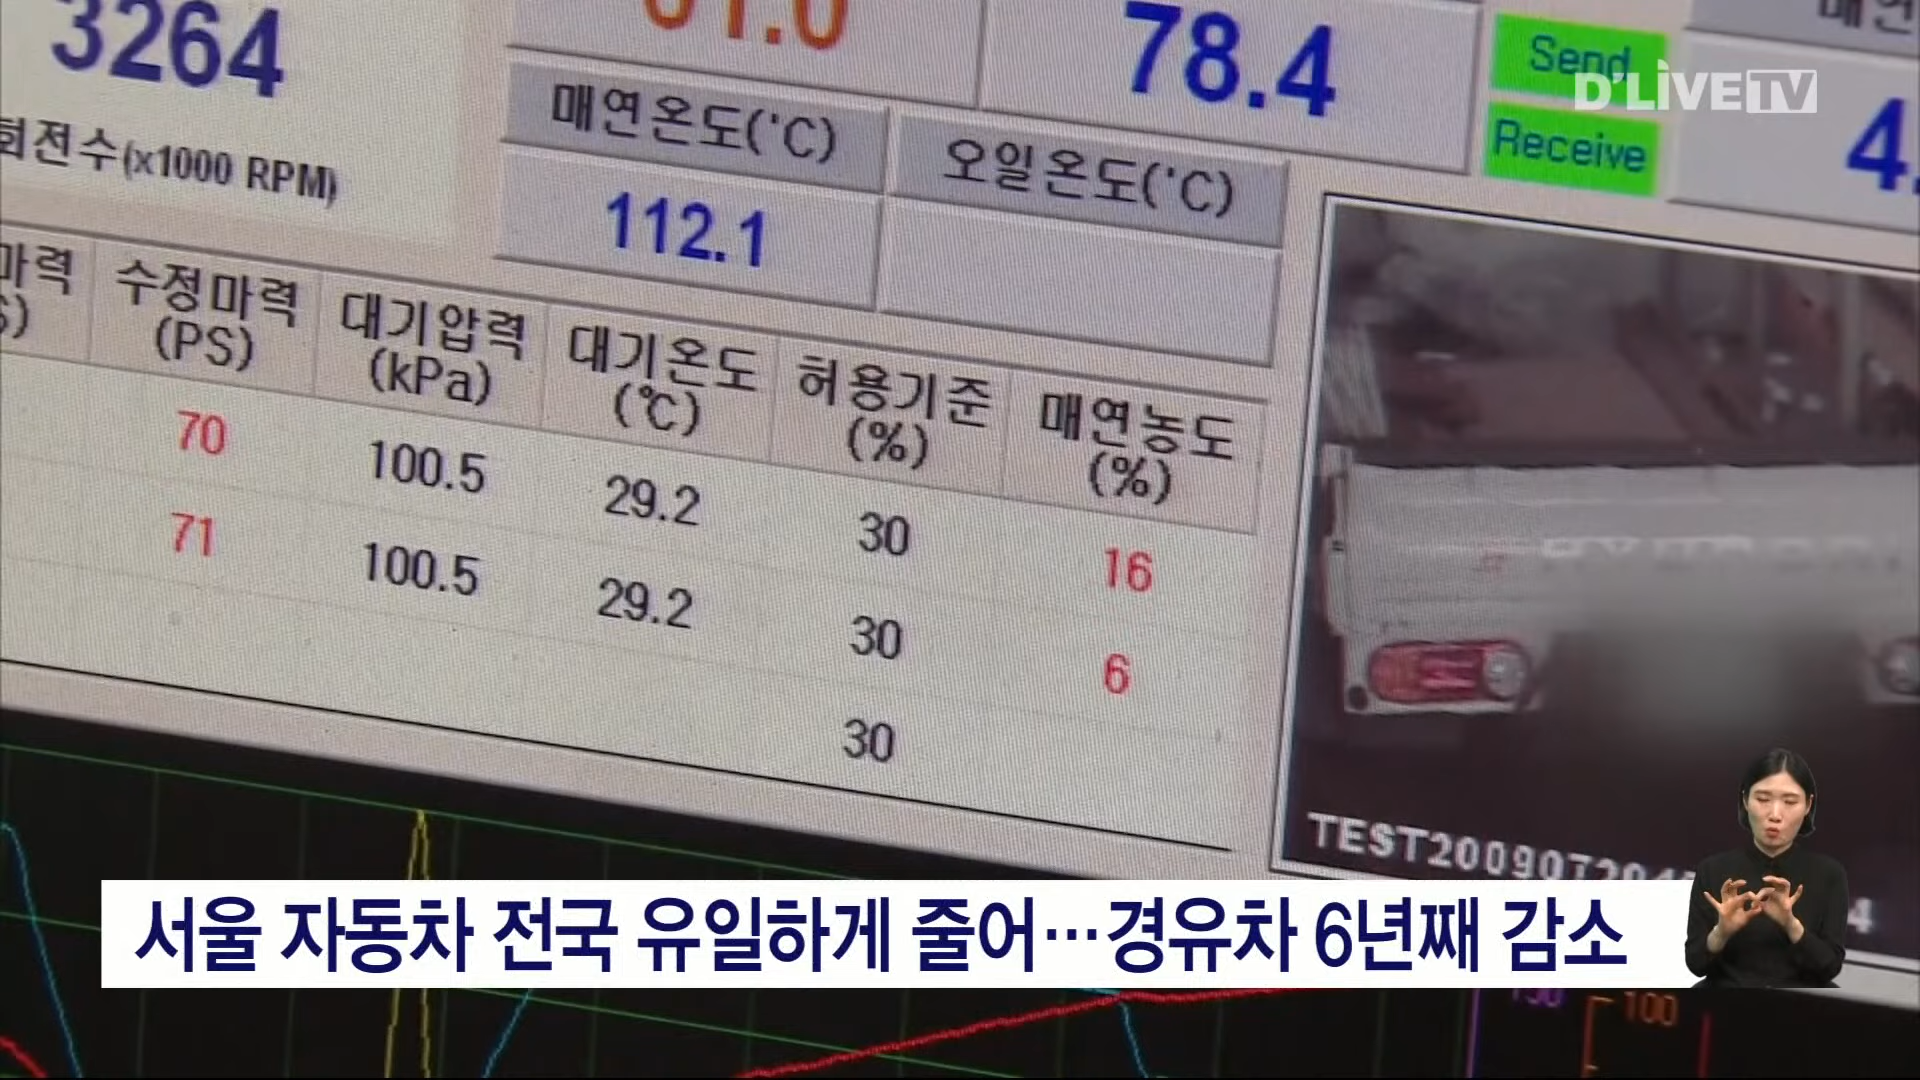 3264
78.4
Send
D'LIVE TV
매연온도('C)
오일온도('C)
Receive
회전수(x1000 RPM)
112.1
수정마력
(PS)
대기압력
(kPa)
대기온도
(℃)
허용기준
(%)
매연농도
(%)
70 100.5 29.2 30 16
71 100.5 29.2 30 6
30
서울 자동차 전국 유일하게 줄어…경유차 6년째 감소
100